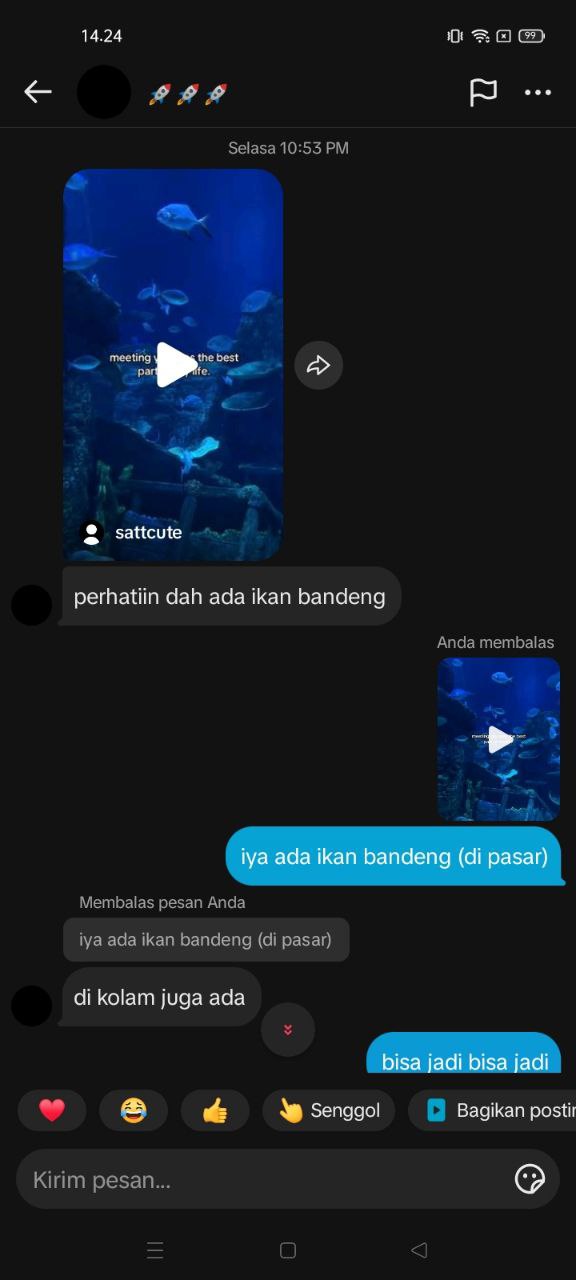 14.24
99
🚀🚀🚀
Selasa 10:53 PM
meeting y s the best
part life.
sattcute
perhatiin dah ada ikan bandeng
Anda membalas
iya ada ikan bandeng (di pasar)
Membalas pesan Anda
iya ada ikan bandeng (di pasar)
di kolam juga ada
bisa jadi bisa jadi
❤️ 😂 👍 👆 Senggol Bagikan postin
Kirim pesan...